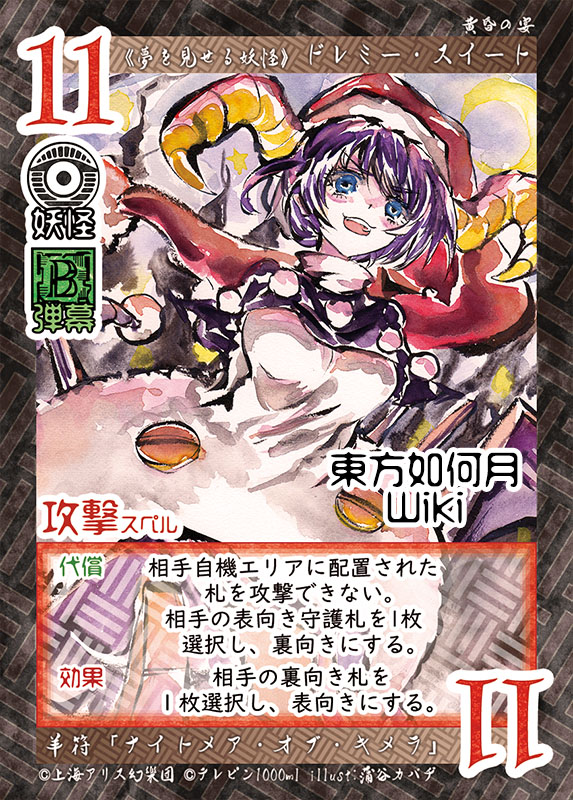 黄昏の宴
11
《夢を見せる妖怪》 ドレミー・スイート
妖怪
B
弾幕
東方如何月
Wiki
攻撃スペル
代償 相手自機エリアに配置された
札を攻撃できない。
相手の表向き守護札を1枚
選択し、裏向きにする。
効果 相手の裏向き札を
1枚選択し、表向きにする。
11
羊符「ナイトメア・オブ・キメラ」
©上海アリス幻樂団 ©テレピン1000ml illust:蒲谷カバヂ